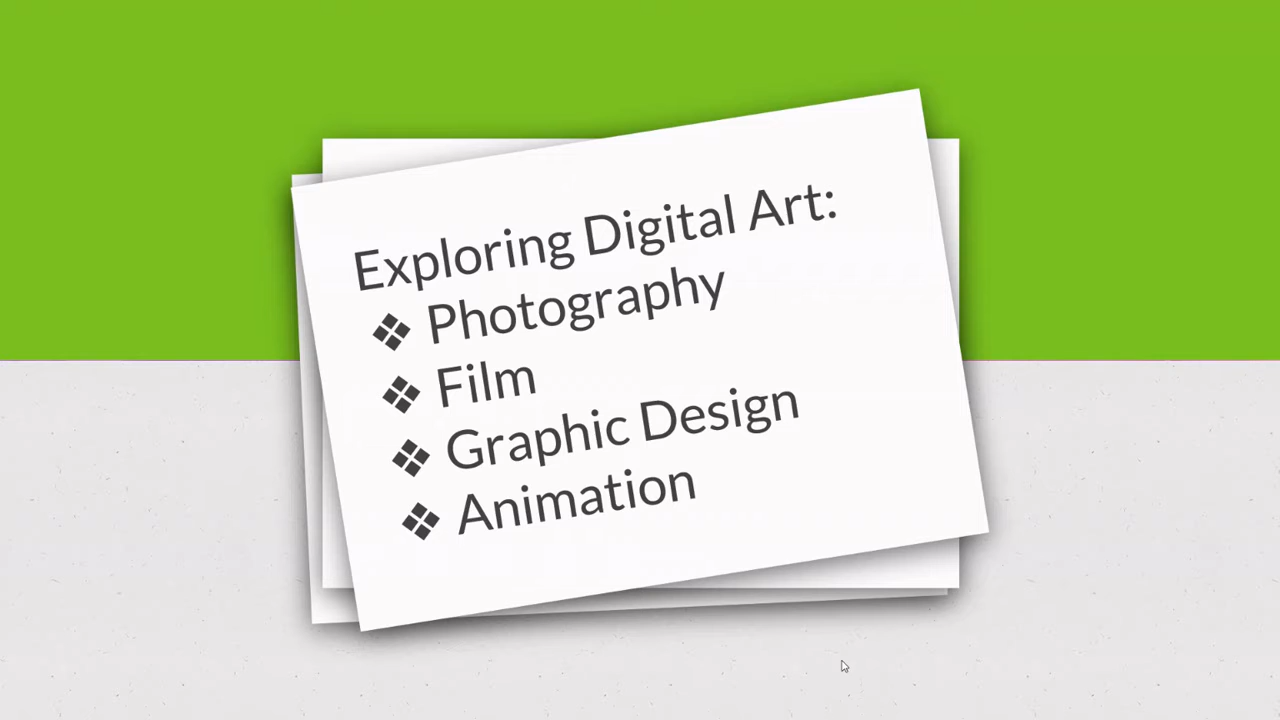 Exploring Digital Art:
❖ Photography
❖ Film
❖ Graphic Design
❖ Animation